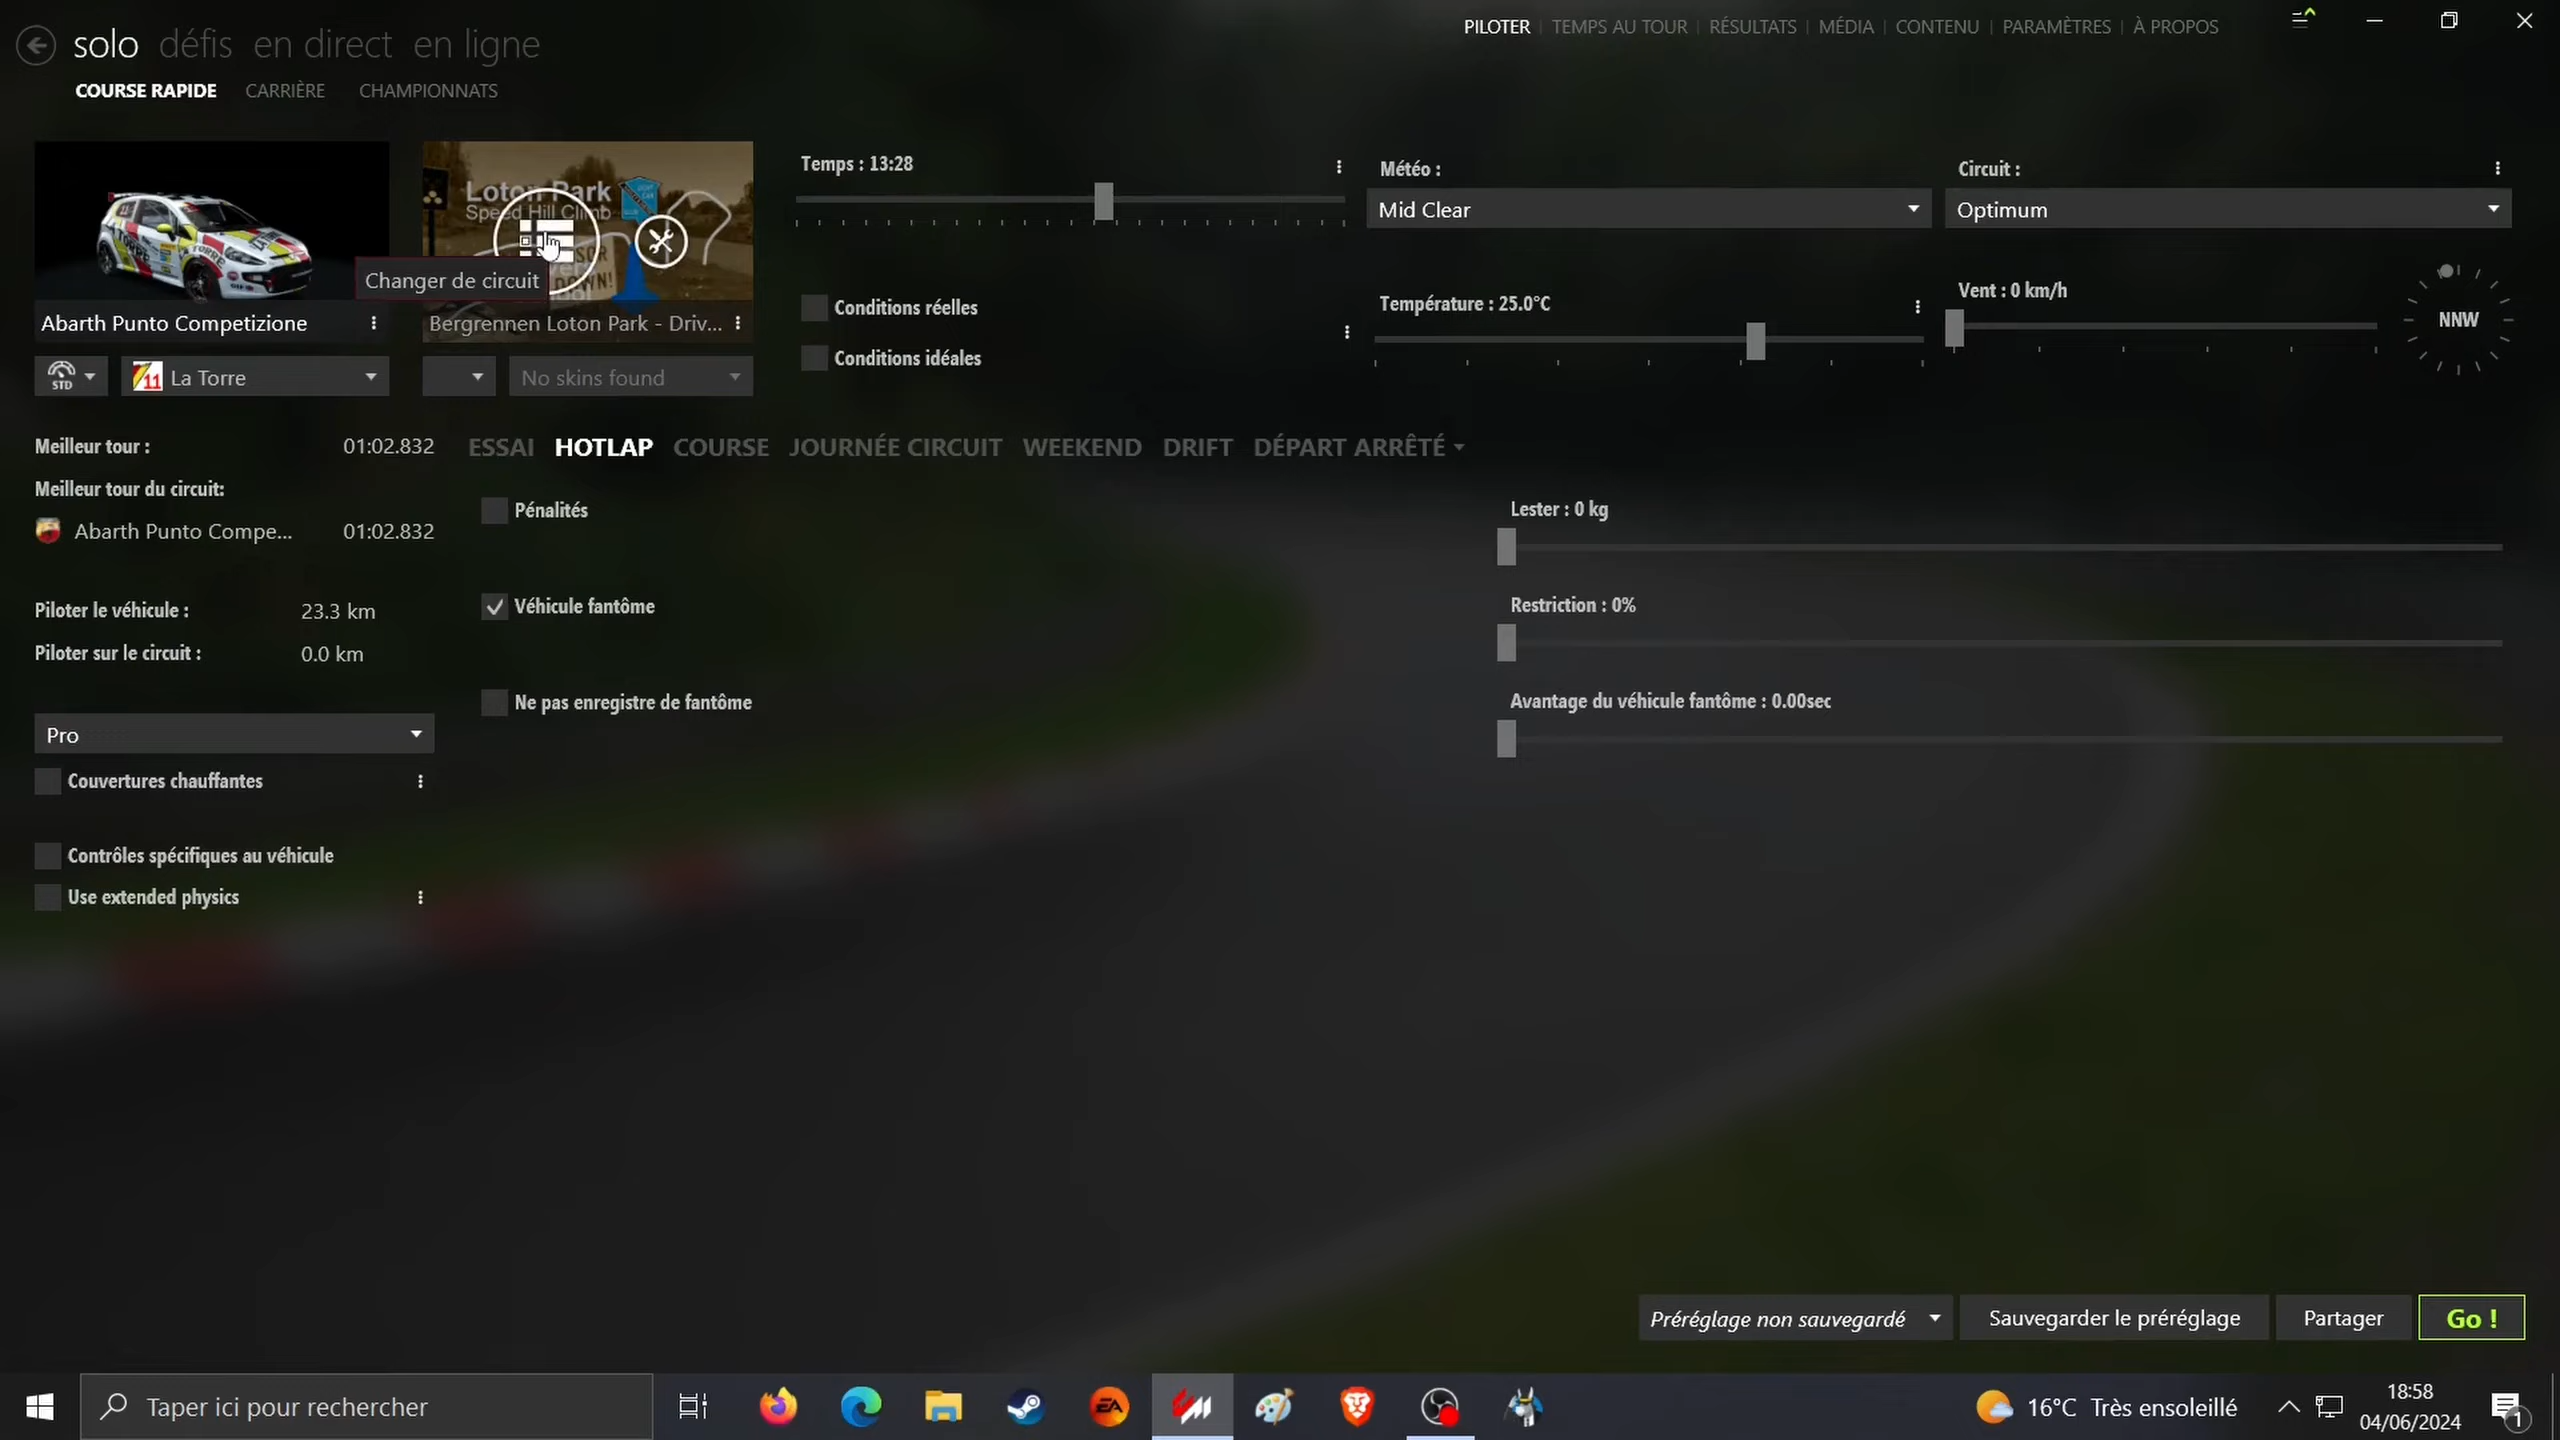 solo défis en direct en ligne
PILOTER TEMPS AU TOUR RÉSULTATS MÉDIA CONTENU PARAMÈTRES À PROPOS
COURSE RAPIDE CARRIÈRE CHAMPIONNATS
Loton Park
Speed Hill Climb
Changer de circuit
Abarth Punto Competizione
Bergrennen Loton Park - Driv...
STD
11 La Torre
No skins found
Temps : 13:28
Conditions réelles
Conditions idéales
Météo :
Mid Clear
Circuit :
Optimum
Température : 25.0°C
Vent : 0 km/h
NNW
Meilleur tour : 01:02.832
Meilleur tour du circuit:
Abarth Punto Compe... 01:02.832
Piloter le véhicule : 23.3 km
Piloter sur le circuit : 0.0 km
Pro
Couvertures chauffantes
Contrôles spécifiques au véhicule
Use extended physics
ESSAI HOTLAP COURSE JOURNÉE CIRCUIT WEEKEND DRIFT DÉPART ARRÊTÉ
Pénalités
Véhicule fantôme
Ne pas enregistre de fantôme
Lester : 0 kg
Restriction : 0%
Avantage du véhicule fantôme : 0.00sec
Préréglage non sauvegardé
Sauvegarder le préréglage
Partager
Go !
Taper ici pour rechercher
EA
16°C Très ensoleillé
18:58
04/06/2024
1